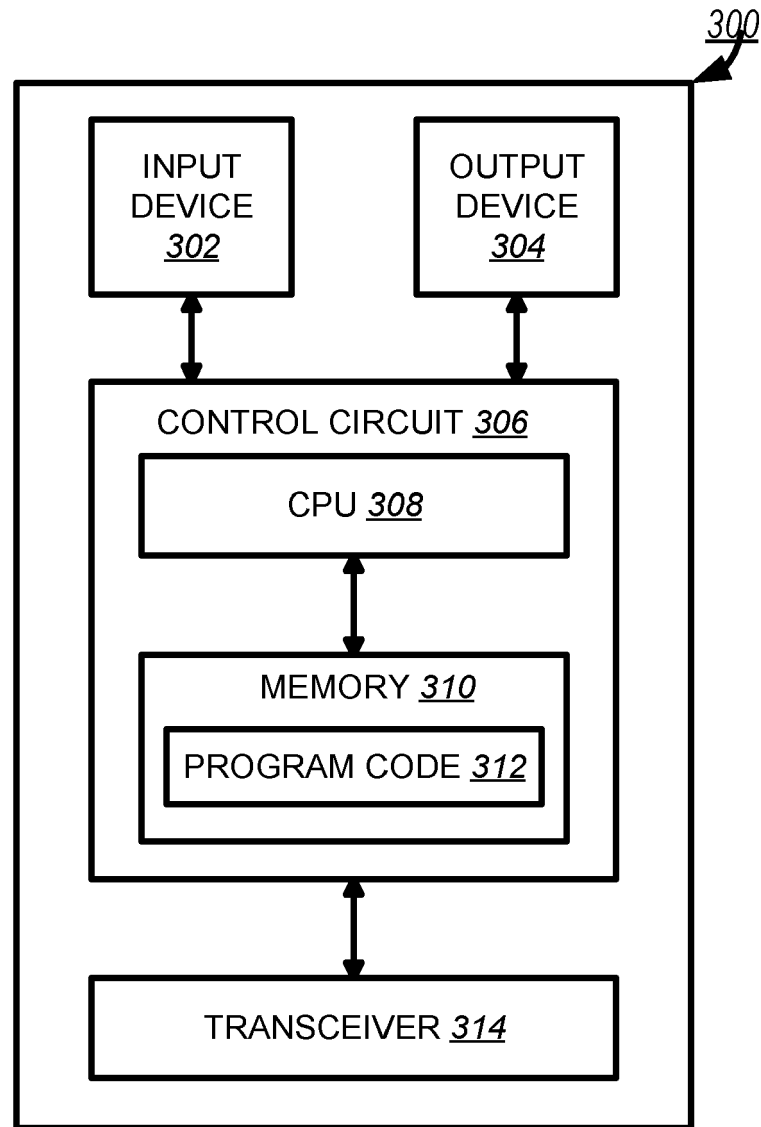 300
INPUT
DEVICE
302
OUTPUT
DEVICE
304
CONTROL CIRCUIT 306
CPU 308
MEMORY 310
PROGRAM CODE 312
TRANSCEIVER 314